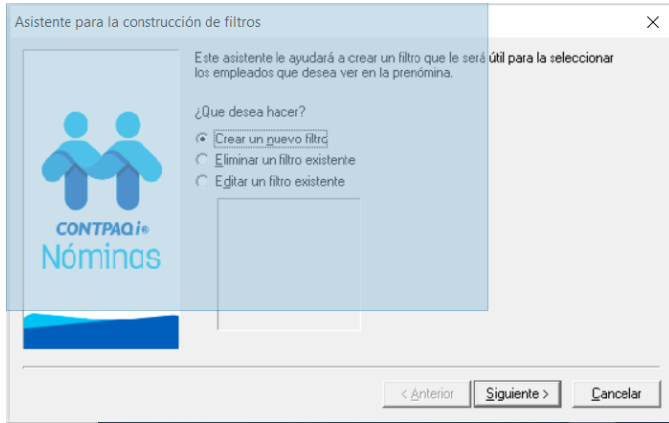 Asistente para la construcción de filtros
Este asistente le ayudará a crear un filtro que le será útil para la seleccionar
los empleados que desea ver en la prenómina.
¿Que desea hacer?
Crear un nuevo filtro
Eliminar un filtro existente
Editar un filtro existente
CONTPAQi®
Nóminas
< Anterior
Siguiente >
Cancelar